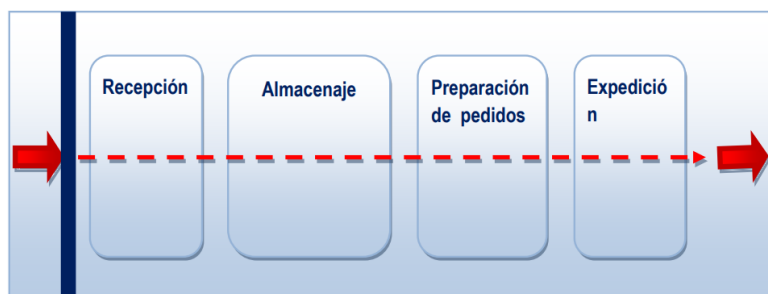 Recepción
Almacenaje
Preparación
de pedidos
Expedició
n